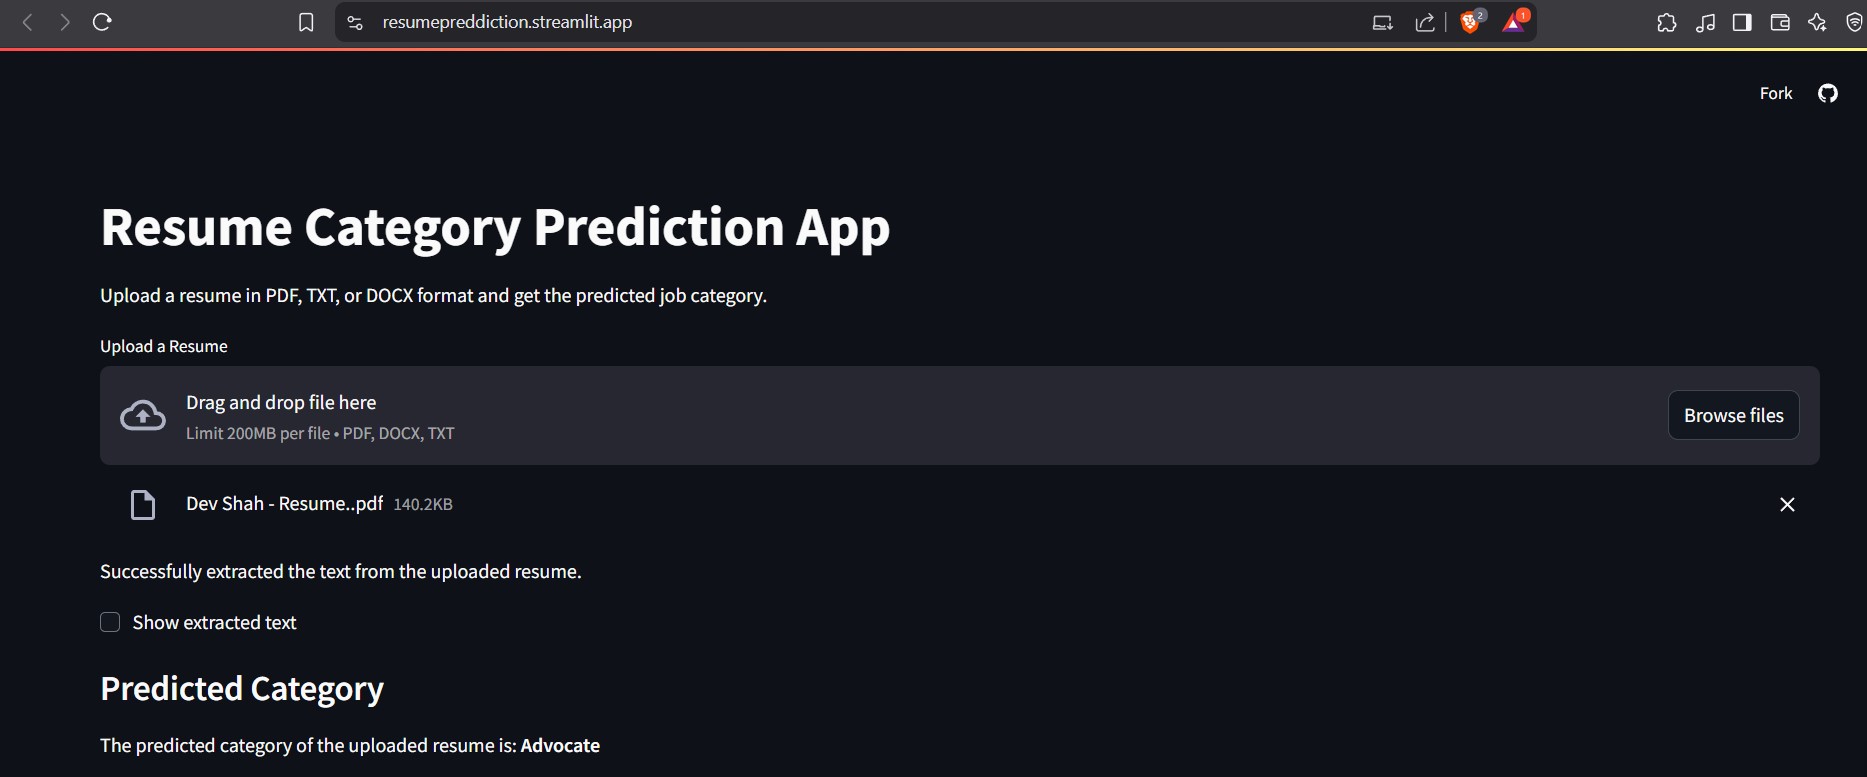 resumepreddiction.streamlit.app
2
1
Fork
Resume Category Prediction App
Upload a resume in PDF, TXT, or DOCX format and get the predicted job category.
Upload a Resume
Drag and drop file here
Limit 200MB per file • PDF, DOCX, TXT
Browse files
Dev Shah - Resume..pdf 140.2KB
Successfully extracted the text from the uploaded resume.
Show extracted text
Predicted Category
The predicted category of the uploaded resume is: Advocate